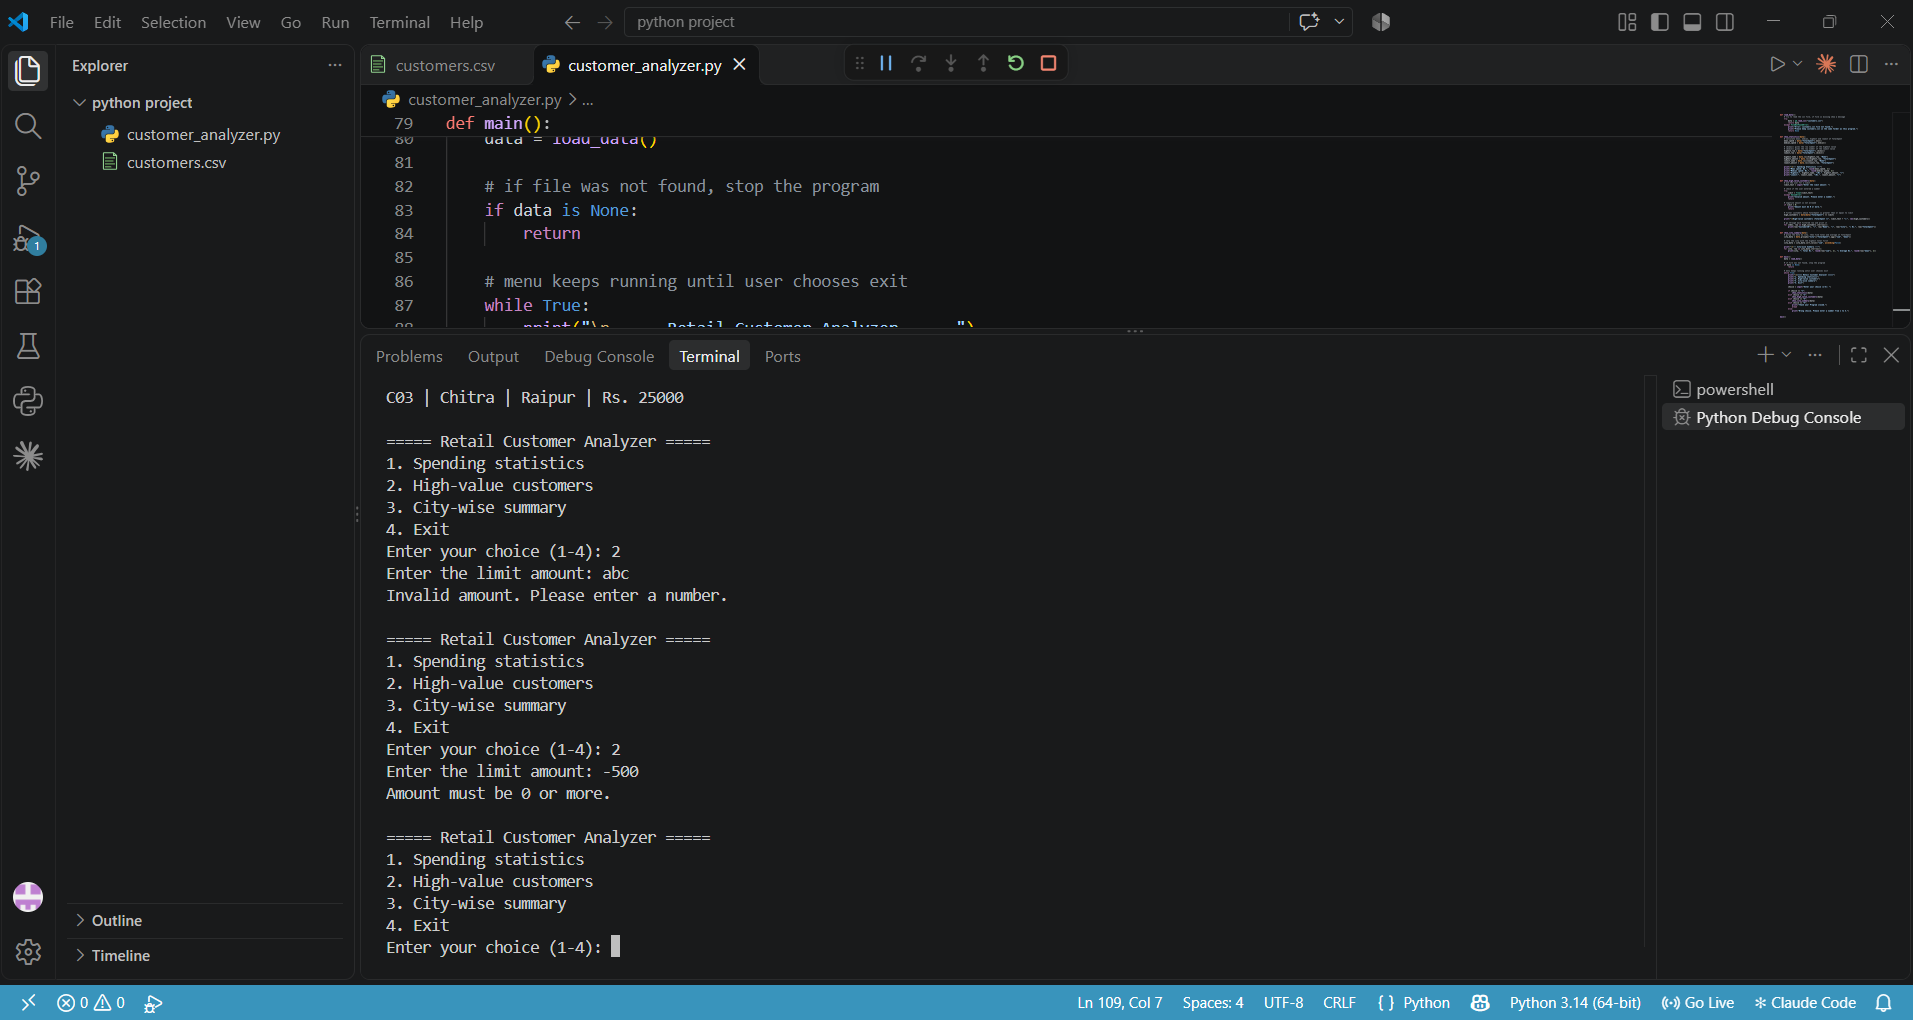 File Edit Selection View Go Run Terminal Help
python project
Explorer
python project
customer_analyzer.py
customers.csv
1
Outline
Timeline
customers.csv
customer_analyzer.py
customer_analyzer.py > ...
79 def main():
80 data = load_data()
81
82 # if file was not found, stop the program
83 if data is None:
84 return
85
86 # menu keeps running until user chooses exit
87 while True:
88 print("\n===== Retail Customer Analyzer =====")
Problems Output Debug Console Terminal Ports
C03 | Chitra | Raipur | Rs. 25000
===== Retail Customer Analyzer =====
1. Spending statistics
2. High-value customers
3. City-wise summary
4. Exit
Enter your choice (1-4): 2
Enter the limit amount: abc
Invalid amount. Please enter a number.
===== Retail Customer Analyzer =====
1. Spending statistics
2. High-value customers
3. City-wise summary
4. Exit
Enter your choice (1-4): 2
Enter the limit amount: -500
Amount must be 0 or more.
===== Retail Customer Analyzer =====
1. Spending statistics
2. High-value customers
3. City-wise summary
4. Exit
Enter your choice (1-4):
powershell
Python Debug Console
0 0
Ln 109, Col 7 Spaces: 4 UTF-8 CRLF { } Python Python 3.14 (64-bit) Go Live Claude Code